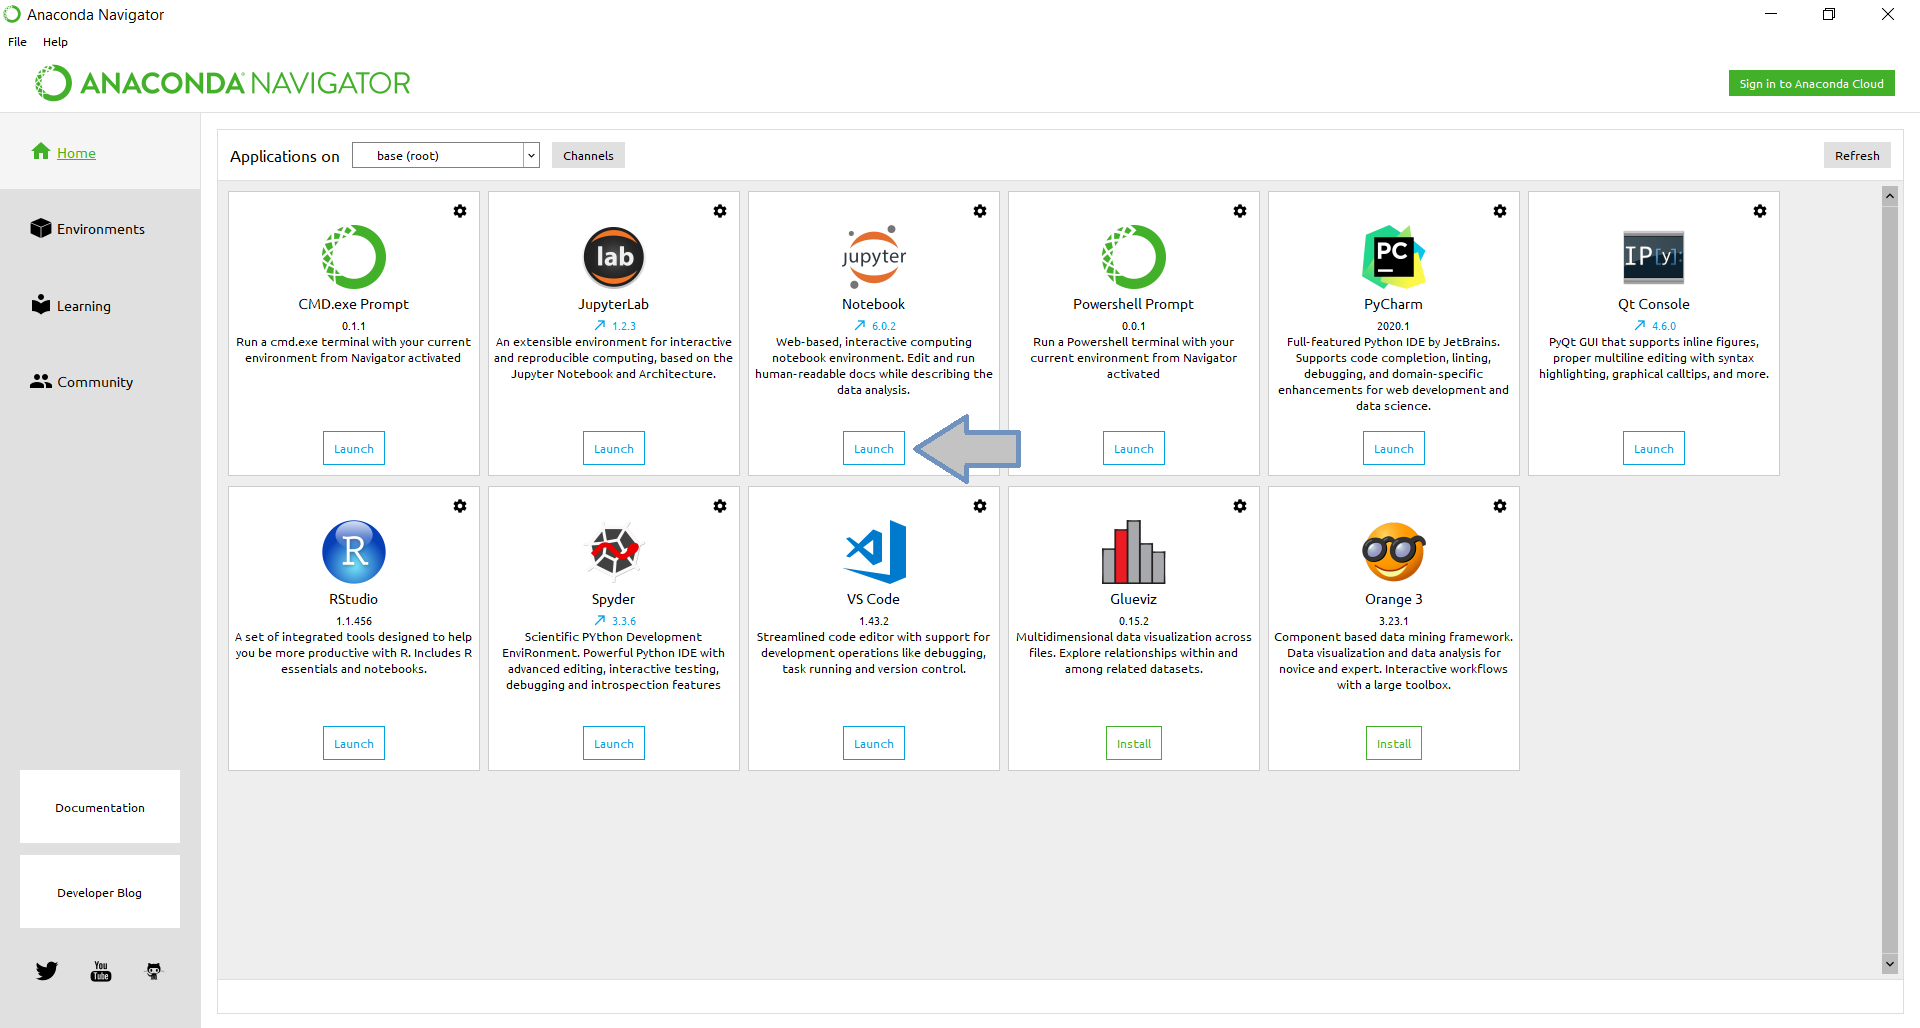 Anaconda Navigator
File Help
ANACONDA NAVIGATOR
Sign in to Anaconda Cloud
Home
Environments
Learning
Community
Documentation
Developer Blog
You
Tube
Applications on base (root) Channels Refresh
CMD.exe Prompt
0.1.1
Run a cmd.exe terminal with your current
environment from Navigator activated
Launch
lab
JupyterLab
1.2.3
An extensible environment for interactive
and reproducible computing, based on the
Jupyter Notebook and Architecture.
Launch
jupyter
Notebook
6.0.2
Web-based, interactive computing
notebook environment. Edit and run
human-readable docs while describing the
data analysis.
Launch
Powershell Prompt
0.0.1
Run a Powershell terminal with your
current environment from Navigator
activated
Launch
PC
PyCharm
2020.1
Full-featured Python IDE by JetBrains.
Supports code completion, linting,
debugging, and domain-specific
enhancements for web development and
data science.
Launch
IP[y]:
Qt Console
4.6.0
PyQt GUI that supports inline figures,
proper multiline editing with syntax
highlighting, graphical calltips, and more.
Launch
R
RStudio
1.1.456
A set of integrated tools designed to help
you be more productive with R. Includes R
essentials and notebooks.
Launch
Spyder
3.3.6
Scientific PYthon Development
EnviRonment. Powerful Python IDE with
advanced editing, interactive testing,
debugging and introspection features
Launch
VS Code
1.43.2
Streamlined code editor with support for
development operations like debugging,
task running and version control.
Launch
Glueviz
0.15.2
Multidimensional data visualization across
files. Explore relationships within and
among related datasets.
Install
Orange 3
3.23.1
Component based data mining framework.
Data visualization and data analysis for
novice and expert. Interactive workflows
with a large toolbox.
Install